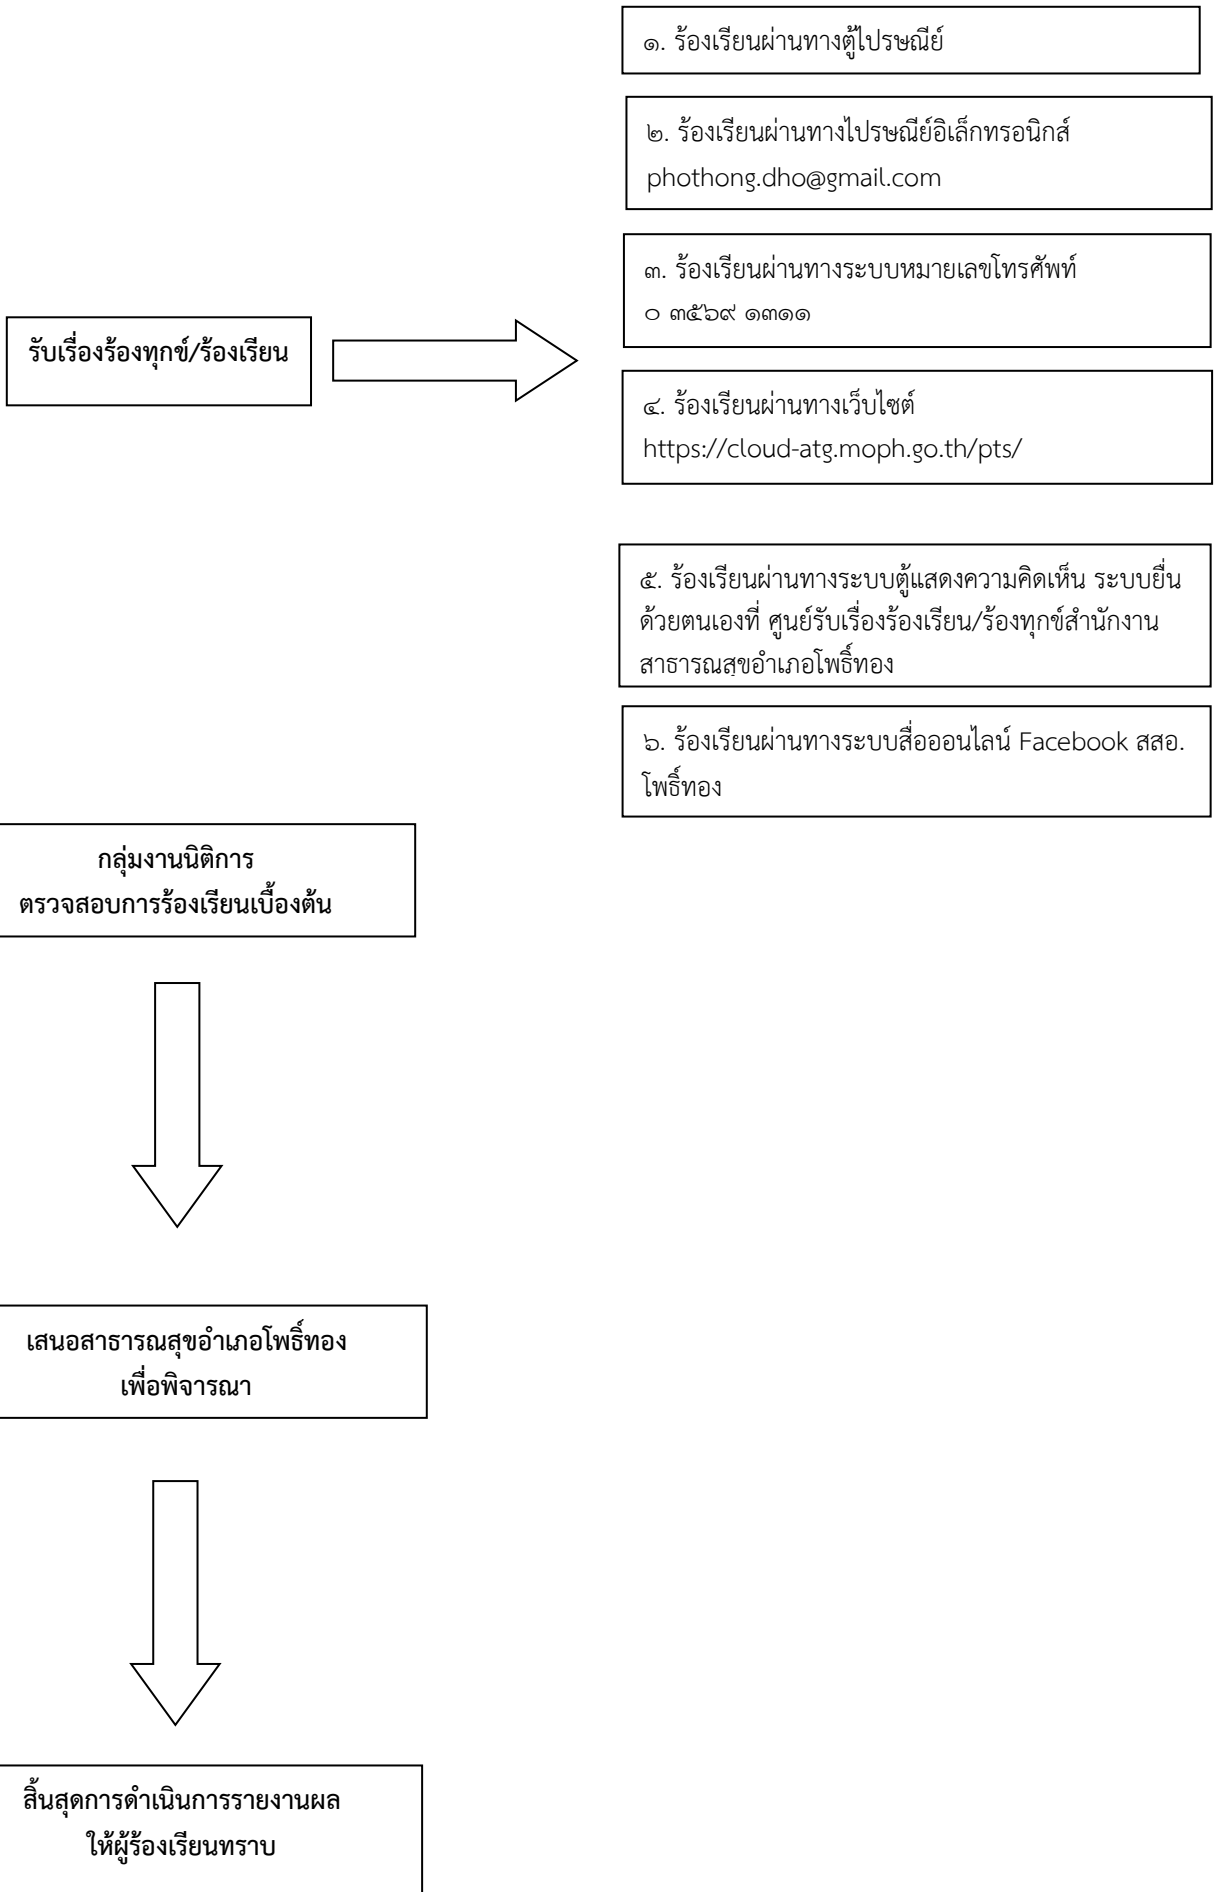 ๑. ร้องเรียนผ่านทางตู้ไปรษณีย์
๒. ร้องเรียนผ่านทางไปรษณีย์อิเล็กทรอนิกส์
phothong.dho@gmail.com
๓. ร้องเรียนผ่านทางระบบหมายเลขโทรศัพท์
๐ ๓๕๖๙ ๑๓๑๑
รับเรื่องร้องทุกข์/ร้องเรียน
๔. ร้องเรียนผ่านทางเว็บไซต์
https://cloud-atg.moph.go.th/pts/
๕. ร้องเรียนผ่านทางระบบตู้แสดงความคิดเห็น ระบบยื่น
ด้วยตนเองที่ ศูนย์รับเรื่องร้องเรียน/ร้องทุกข์สำนักงาน
สาธารณสุขอำเภอโพธิ์ทอง
๖. ร้องเรียนผ่านทางระบบสื่อออนไลน์ Facebook สสอ.
โพธิ์ทอง
กลุ่มงานนิติการ
ตรวจสอบการร้องเรียนเบื้องต้น
เสนอสาธารณสุขอำเภอโพธิ์ทอง
เพื่อพิจารณา
สิ้นสุดการดำเนินการรายงานผล
ให้ผู้ร้องเรียนทราบ